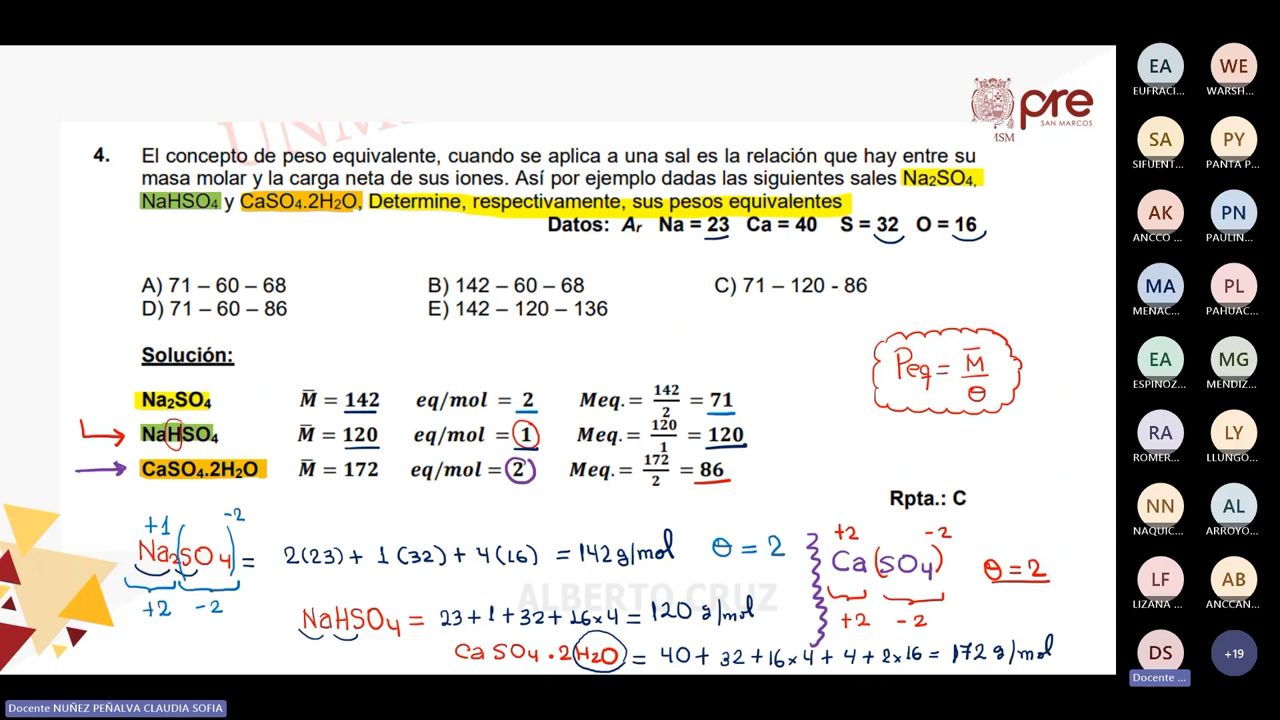 UNM
pre
SAN MARCOS
MSM
4. El concepto de peso equivalente, cuando se aplica a una sal es la relación que hay entre su
masa molar y la carga neta de sus iones. Así por ejemplo dadas las siguientes sales Na₂SO₄,
NaHSO₄ y CaSO₄.2H₂O, Determine, respectivamente, sus pesos equivalentes
Datos: Aᵣ Na = 23 Ca = 40 S = 32 O = 16
A) 71 – 60 – 68 B) 142 – 60 – 68 C) 71 – 120 - 86
D) 71 – 60 – 86 E) 142 – 120 – 136
Solución:
Peq = M̅/θ
Na₂SO₄ M̅ = 142 eq/mol = 2 Meq.= 142/2 = 71
NaHSO₄ M̅ = 120 eq/mol = 1 Meq.= 120/1 = 120
CaSO₄.2H₂O M̅ = 172 eq/mol = 2 Meq.= 172/2 = 86
Rpta.: C
+1 -2
Na₂(SO₄) = 2(23) + 1(32) + 4(16) = 142 g/mol θ = 2
+2 -2
+2 -2
Ca(SO₄) θ = 2
+2 -2
ALBERTO CRUZ
NaHSO₄ = 23+1+32+16×4 = 120 g/mol
CaSO₄·2H₂O = 40+32+16×4+4+2×16 = 172 g/mol
EA WE
EUFRACI... WARSH...
SA PY
SIFUENT... PANTA P...
AK PN
ANCCO ... PAULIN...
MA PL
MENAC... PAHUAC...
EA MG
ESPINOZ... MENDIZ...
RA LY
ROMER... LLUNGO...
NN AL
NAQUIC... ARROYO...
LF AB
LIZANA ... ANCCAN...
DS +19
Docente ...
Docente NUÑEZ PEÑALVA CLAUDIA SOFIA